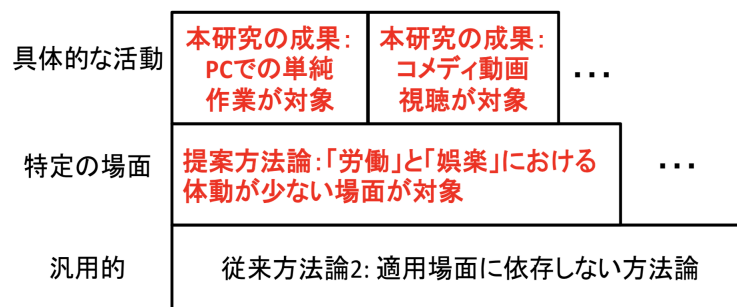 具体的な活動
本研究の成果:
PCでの単純
作業が対象
本研究の成果:
コメディ動画
視聴が対象
…
特定の場面
提案方法論:「労働」と「娯楽」における
体動が少ない場面が対象
…
汎用的
従来方法論2: 適用場面に依存しない方法論